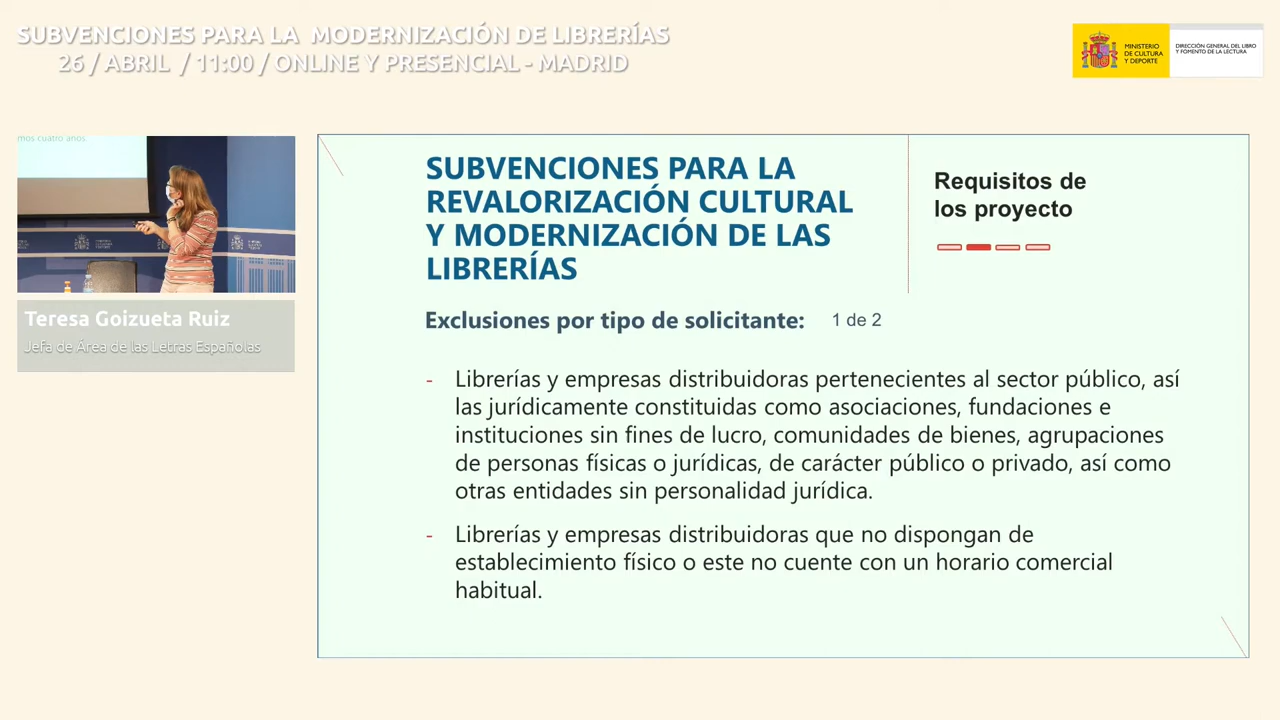 SUBVENCIONES PARA LA  MODERNIZACIÓN DE LIBRERÍAS
26 / ABRIL  / 11:00 / ONLINE Y PRESENCIAL - MADRID
MINISTERIO
DE CULTURA
Y DEPORTE
DIRECCIÓN GENERAL DEL LIBRO
Y FOMENTO DE LA LECTURA
mos cuatro años.
Teresa Goizueta Ruiz
Jefa de Área de las Letras Españolas
SUBVENCIONES PARA LA
REVALORIZACIÓN CULTURAL
Y MODERNIZACIÓN DE LAS
LIBRERÍAS
Requisitos de
los proyecto
Exclusiones por tipo de solicitante: 1 de 2
- Librerías y empresas distribuidoras pertenecientes al sector público, así
las jurídicamente constituidas como asociaciones, fundaciones e
instituciones sin fines de lucro, comunidades de bienes, agrupaciones
de personas físicas o jurídicas, de carácter público o privado, así como
otras entidades sin personalidad jurídica.
- Librerías y empresas distribuidoras que no dispongan de
establecimiento físico o este no cuente con un horario comercial
habitual.